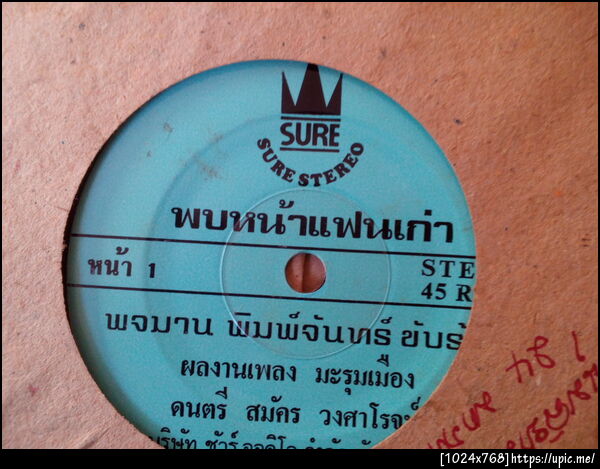 SURE
SURE STEREO
พบหน้าแฟนเก่า
หน้า 1
STE
45 R
พจมาน พิมพ์จันทร์ ขับร้
ผลงานเพลง มะรุมเมือง
ดนตรี สมัคร วงศาโรจน์
[1024x768]https://upic.me/